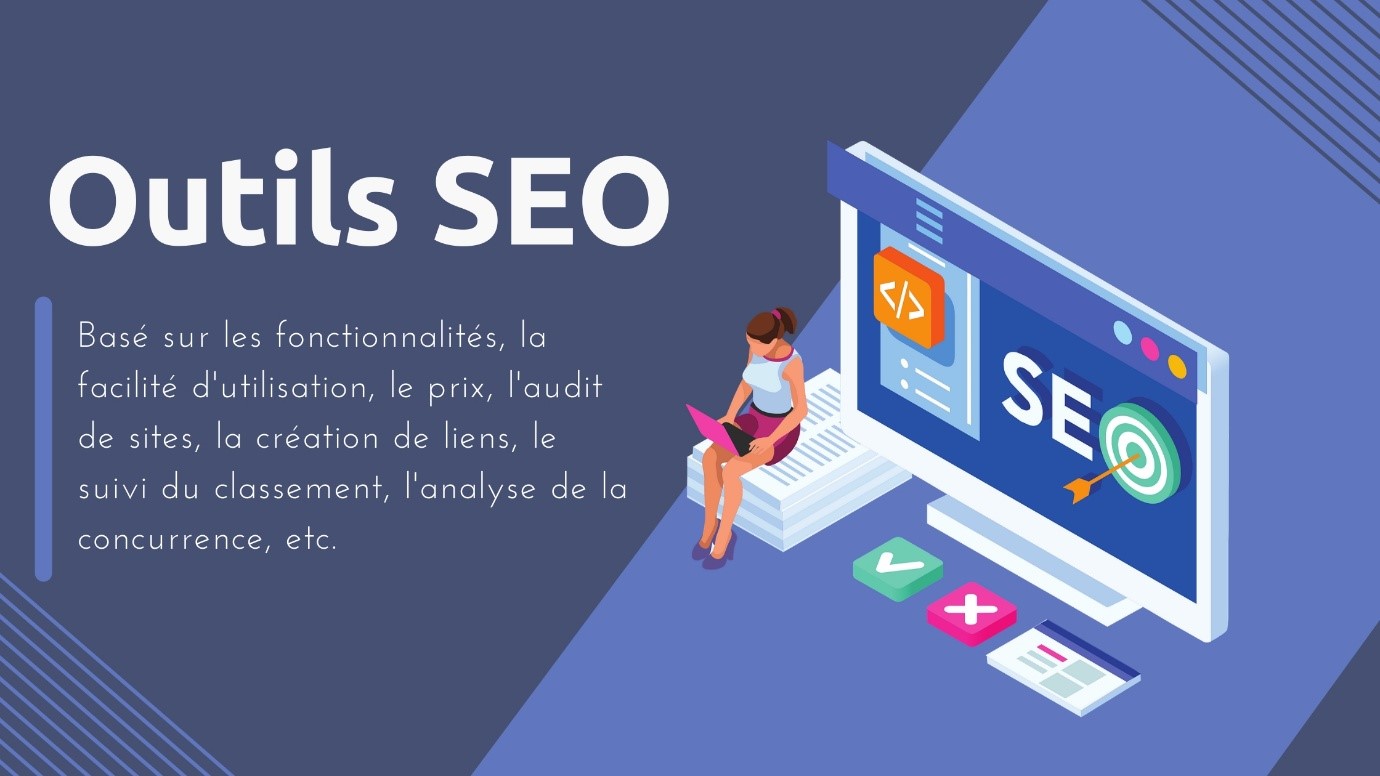 Outils SEO
Basé sur les fonctionnalités, la
facilité d'utilisation, le prix, l'audit
de sites, la création de liens, le
suivi du classement, l'analyse de la
concurrence, etc.
</>
SEO